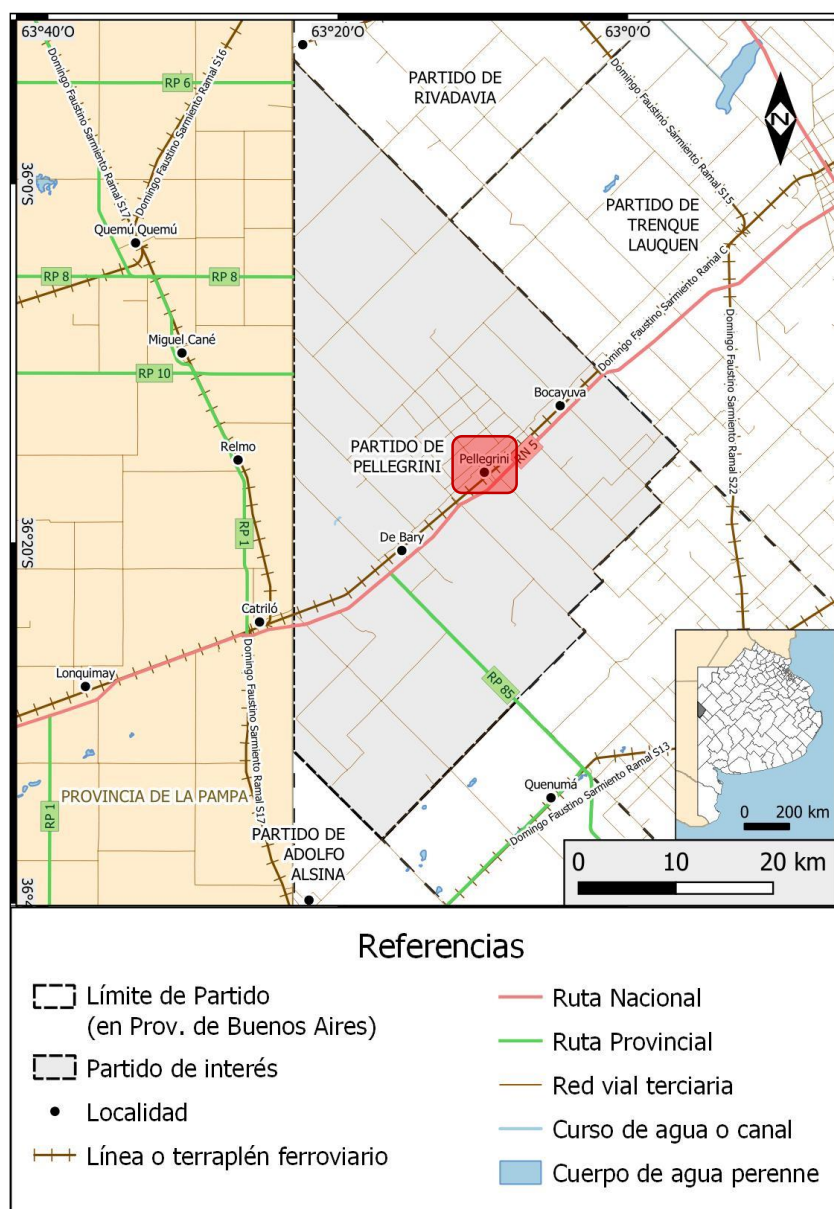 63°40'O
63°20'O
63°0'O
36°0'S
36°20'S
36°4
RP 6
Domingo Faustino Sarmiento Ramal S16
Domingo Faustino Sarmiento Ramal S17
PARTIDO DE
RIVADAVIA
Domingo Faustino Sarmiento Ramal S15
N
PARTIDO DE
TRENQUE
LAUQUEN
Quemú Quemú
RP 8
RP 8
Domingo Faustino Sarmiento Ramal C
Miguel Cané
RP 10
Domingo Faustino Sarmiento Ramal S22
Bocayuva
Relmo
PARTIDO DE
PELLEGRINI
Pellegrini
RN 5
RP 1
De Bary
Catriló
Lonquimay
RP 85
Domingo Faustino Sarmiento Ramal S17
Domingo Faustino Sarmiento Ramal S13
Quenumá
PROVINCIA DE LA PAMPA
RP 1
PARTIDO DE
ADOLFO
ALSINA
0 200 km
0 10 20 km
Referencias
Límite de Partido
(en Prov. de Buenos Aires)
Partido de interés
Localidad
Línea o terraplén ferroviario
Ruta Nacional
Ruta Provincial
Red vial terciaria
Curso de agua o canal
Cuerpo de agua perenne